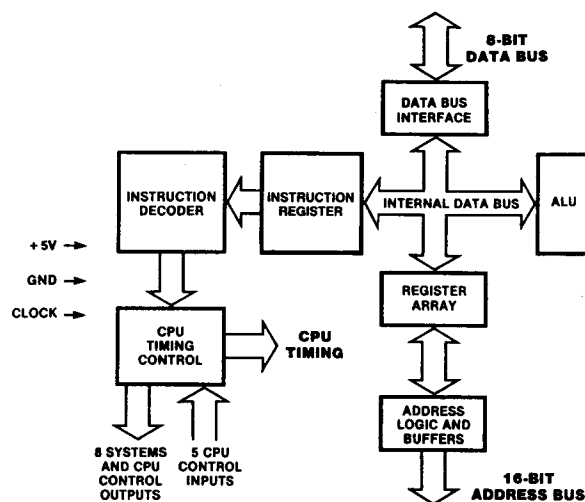 8-BIT
DATA BUS
DATA BUS
INTERFACE
INSTRUCTION
DECODER
INSTRUCTION
REGISTER
INTERNAL DATA BUS
ALU
+5V
GND
CLOCK
REGISTER
ARRAY
CPU
TIMING
CONTROL
CPU
TIMING
ADDRESS
LOGIC AND
BUFFERS
8 SYSTEMS
AND CPU
CONTROL
OUTPUTS
5 CPU
CONTROL
INPUTS
16-BIT
ADDRESS BUS